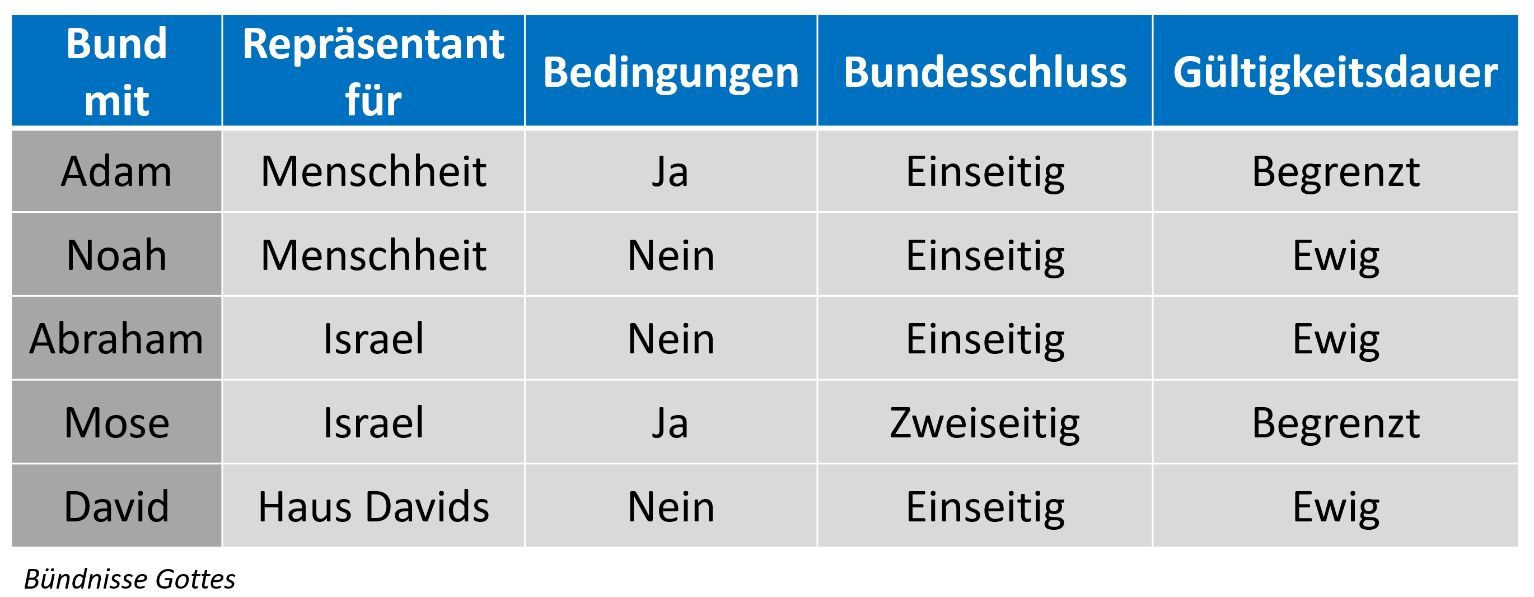 Bund mit Repräsentant für Bedingungen Bundesschluss Gültigkeitsdauer
Adam Menschheit Ja Einseitig Begrenzt
Noah Menschheit Nein Einseitig Ewig
Abraham Israel Nein Einseitig Ewig
Mose Israel Ja Zweiseitig Begrenzt
David Haus Davids Nein Einseitig Ewig
Bündnisse Gottes